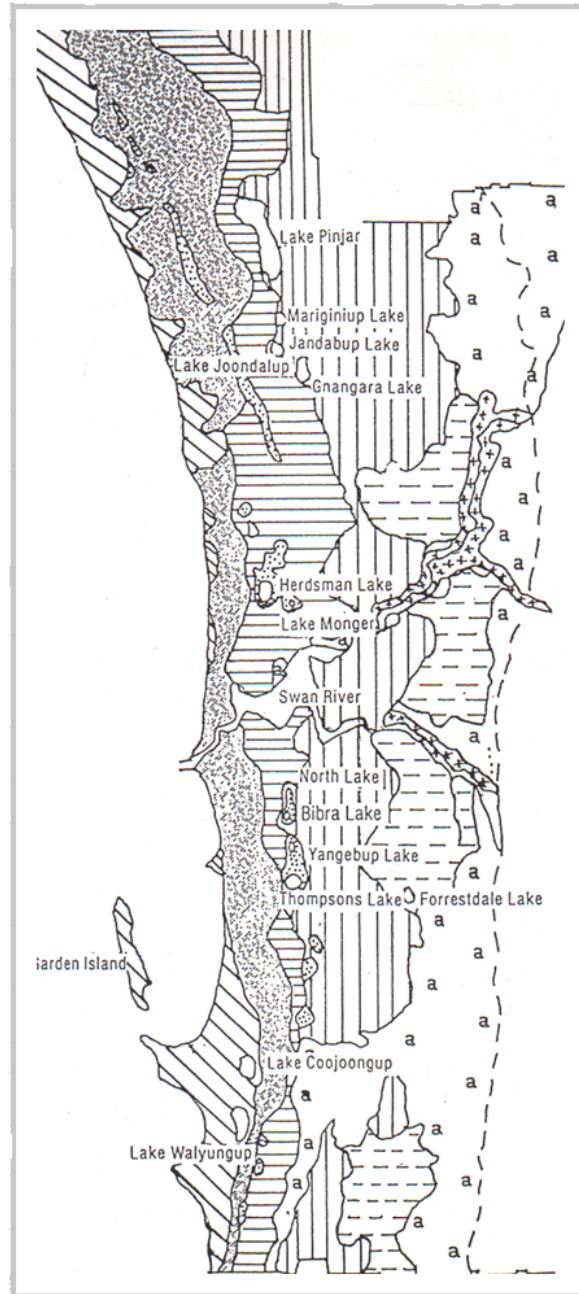 a
a
Lake Pinjar
a
a
a
Mariginiup Lake
Jandabup Lake
Lake Joondalup
Gnangara Lake
a
a
a
a
Herdsman Lake
Lake Monger
a
a
a
Swan River
a
North Lake
Bibra Lake
Yangebup Lake
a
Thompsons Lake
Forrestdale Lake
a
Garden Island
a
a
a
Lake Coojoongup
a
a
a
a
Lake Walyungup
a
a
a
a
a